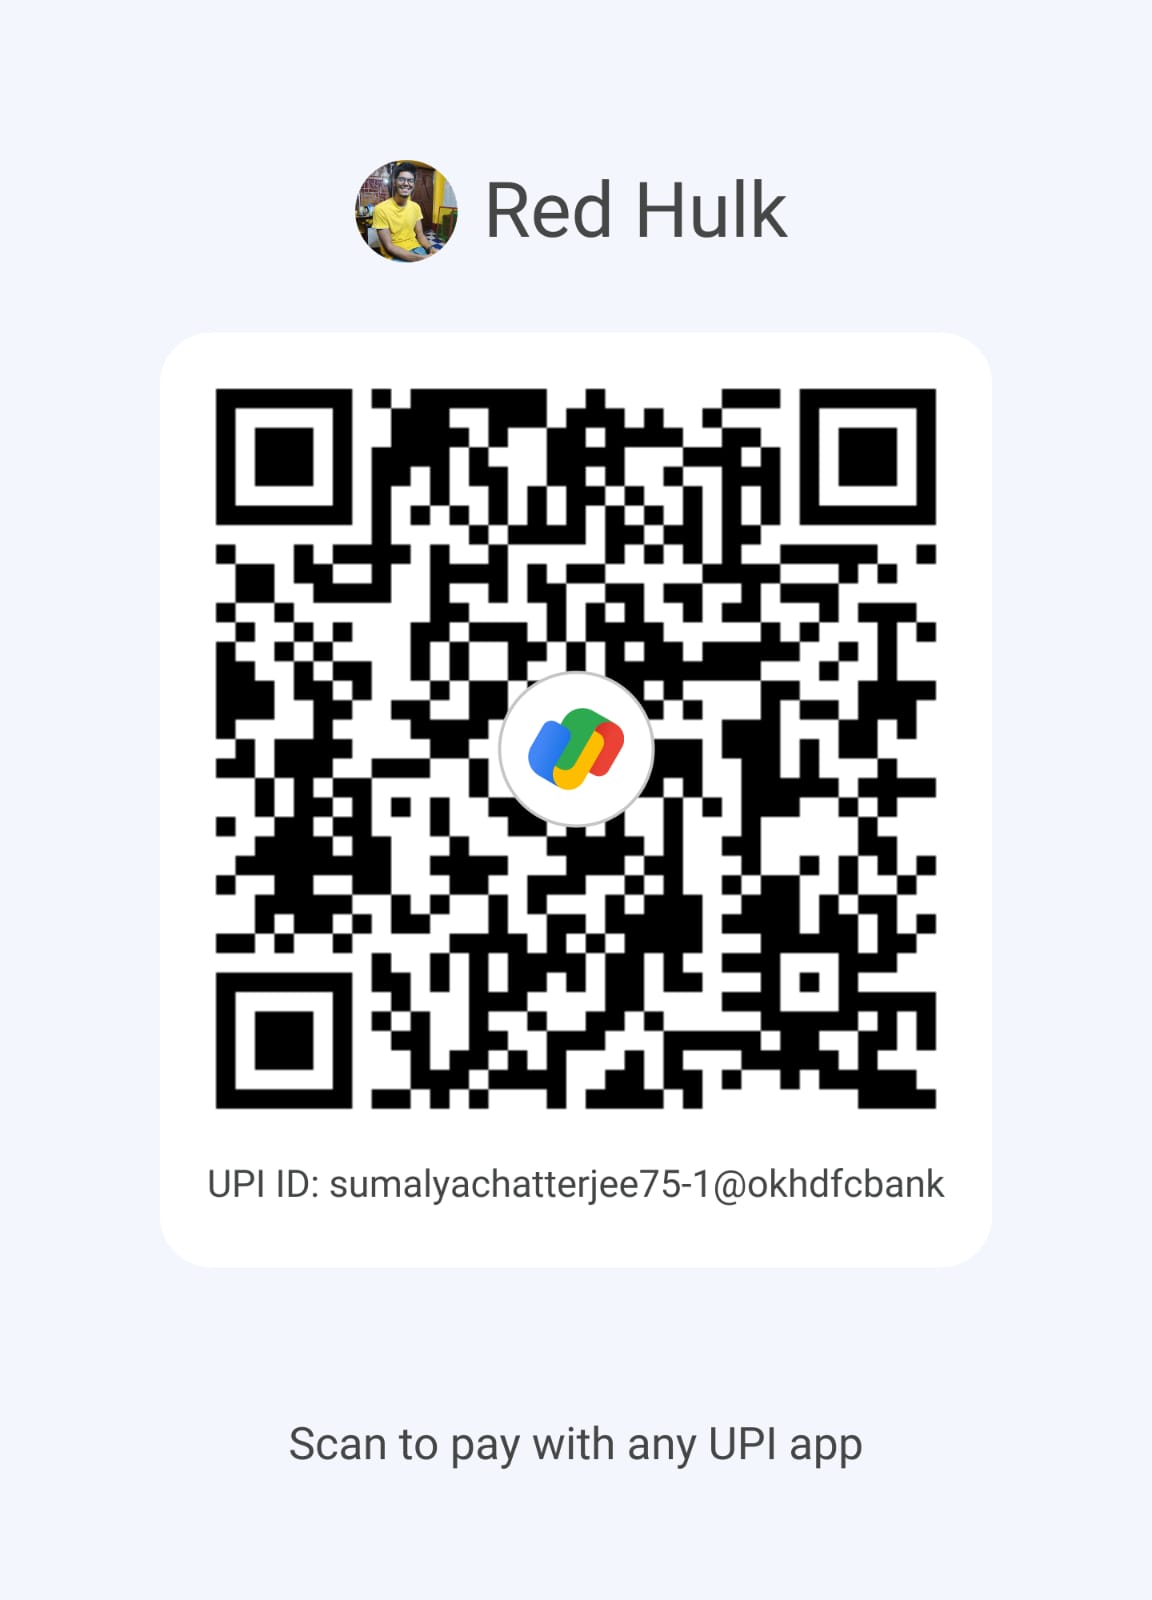 Red Hulk
UPI ID: sumalyachatterjee75-1@okhdfcbank
Scan to pay with any UPI app